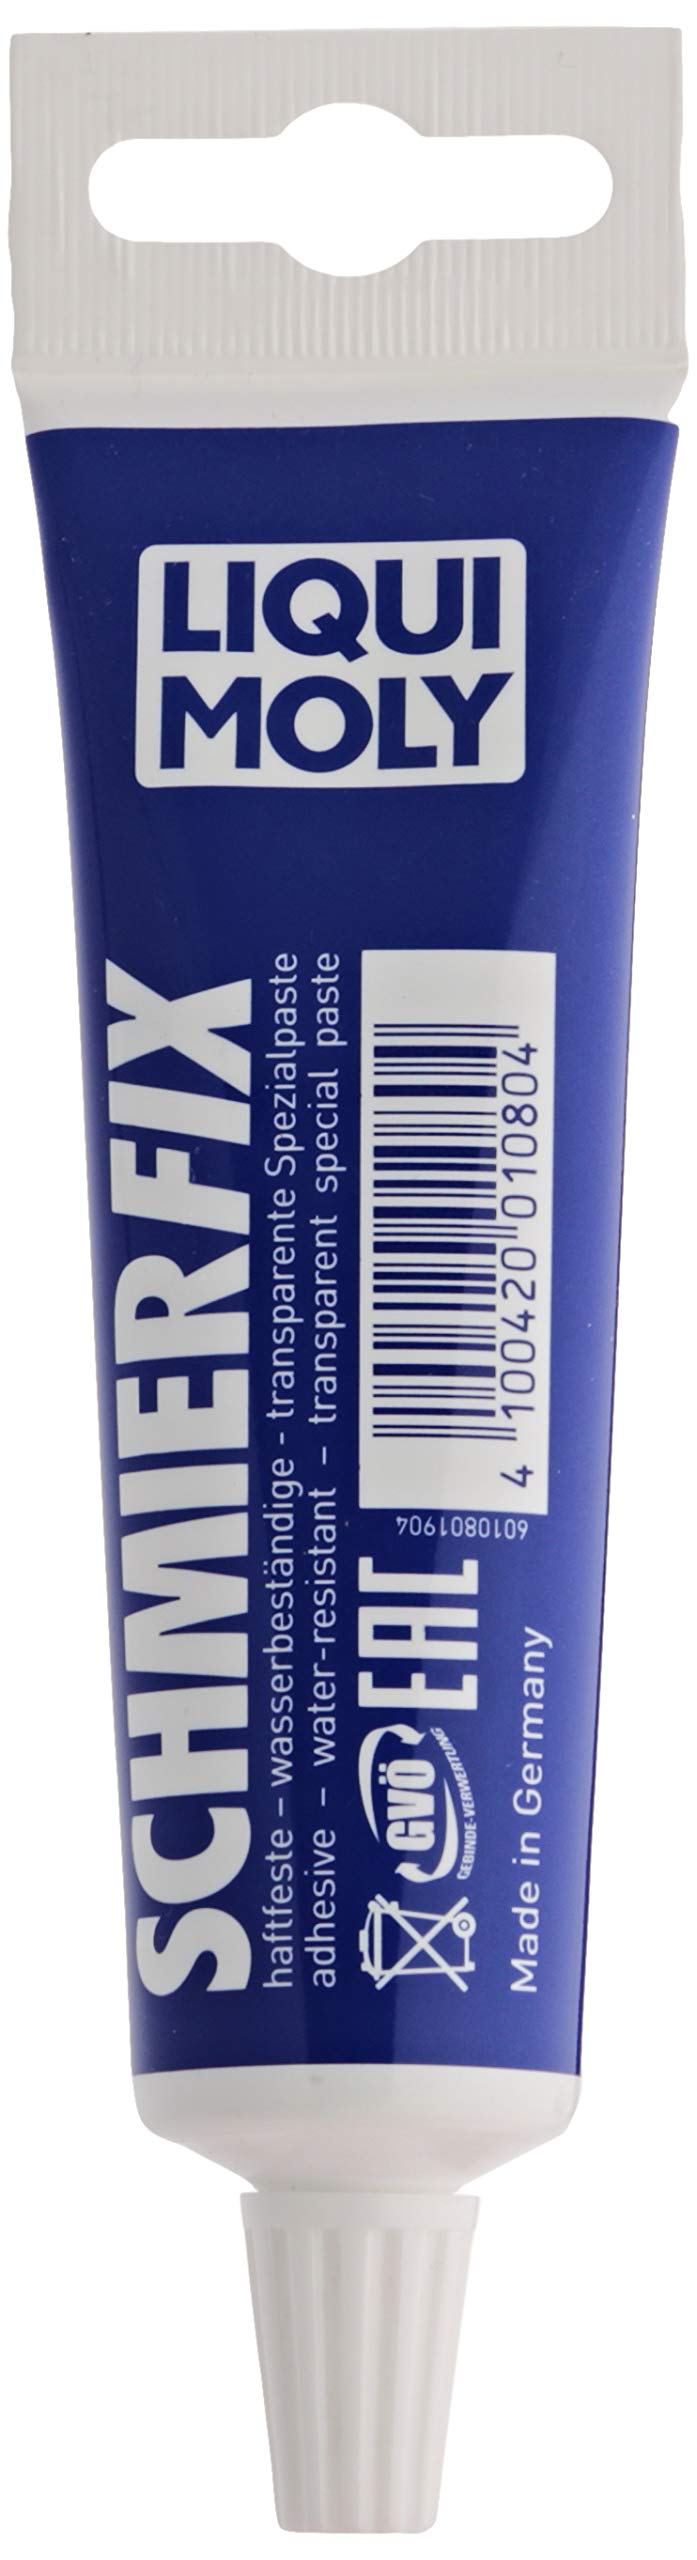 LIQUI
MOLY
SCHMIERFIX
haftfeste – wasserbeständige - transparente Spezialpaste
adhesive – water-resistant – transparent special paste
4 100420 010804
6010801904
EAC
GVÖ
GEBINDE-VERWERTUNG
Made in Germany